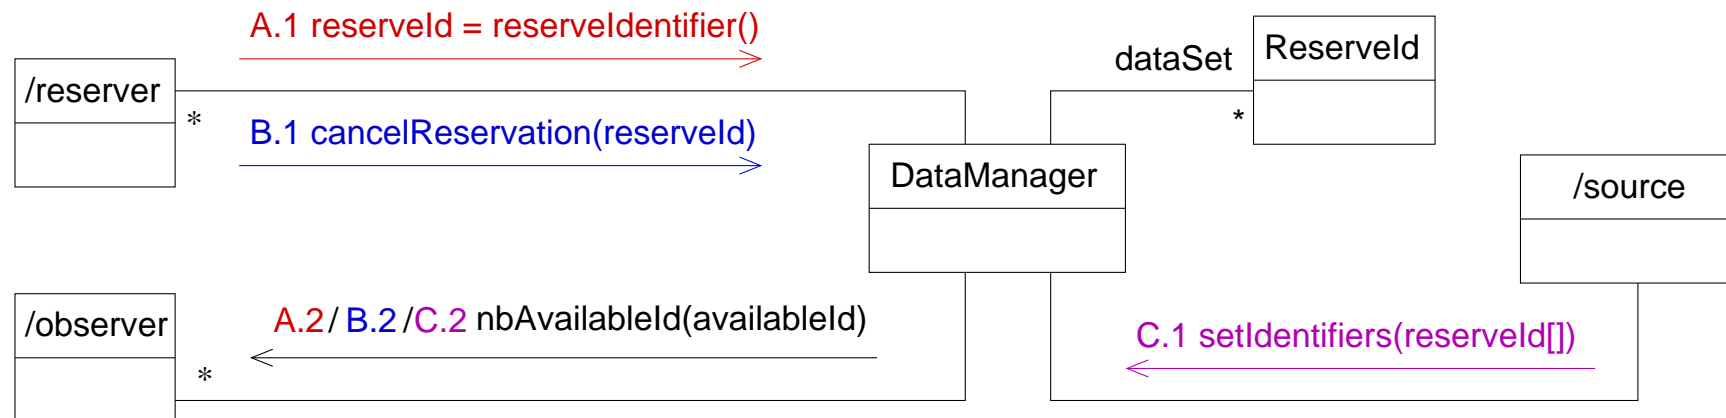 A.1 reserveId = reserveIdentifier()
dataSet
ReserveId
/reserver
*
*
B.1 cancelReservation(reserveId)
DataManager
/source
/observer
A.2 / B.2 /C.2 nbAvailableId(availableId)
C.1 setIdentifiers(reserveId[])
*